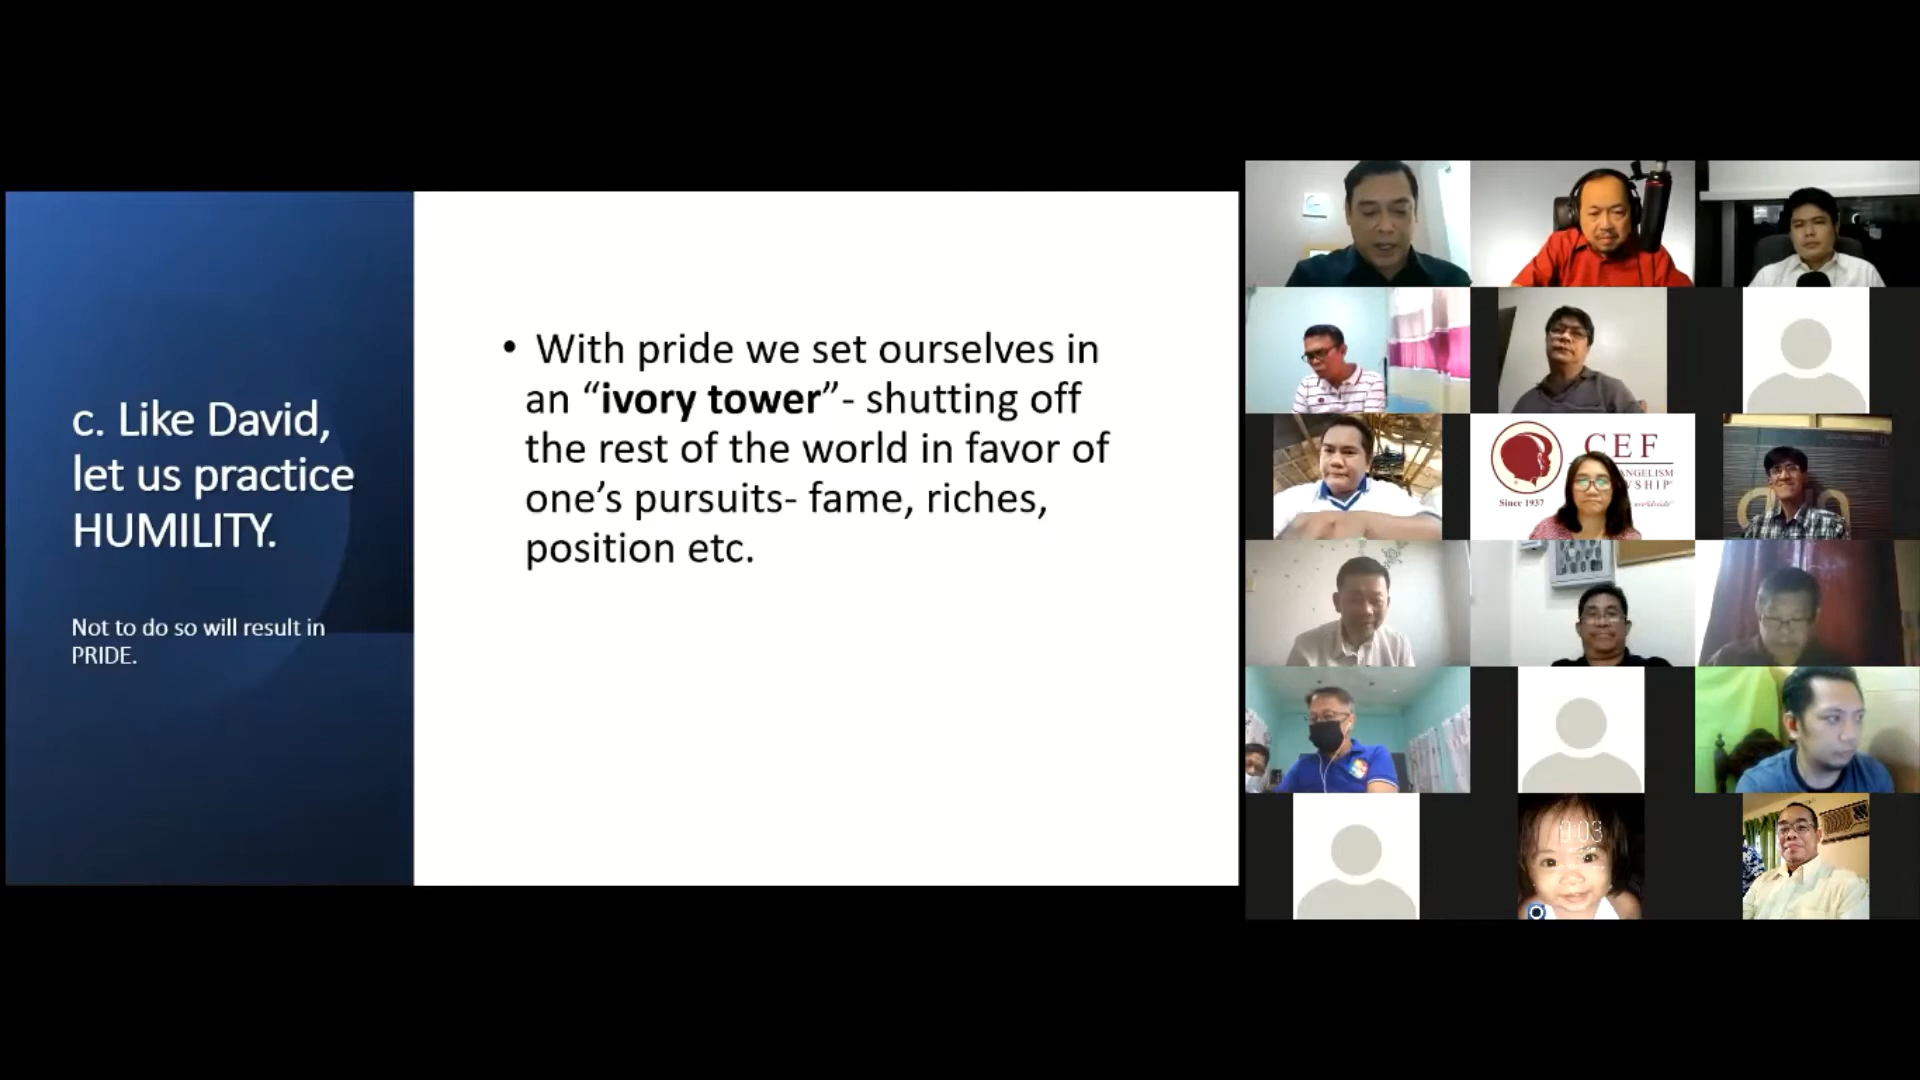 c. Like David,
let us practice
HUMILITY.
Not to do so will result in
PRIDE.
• With pride we set ourselves in
an “ivory tower”- shutting off
the rest of the world in favor of
one’s pursuits- fame, riches,
position etc.
CEF
Since 1937
worldwide